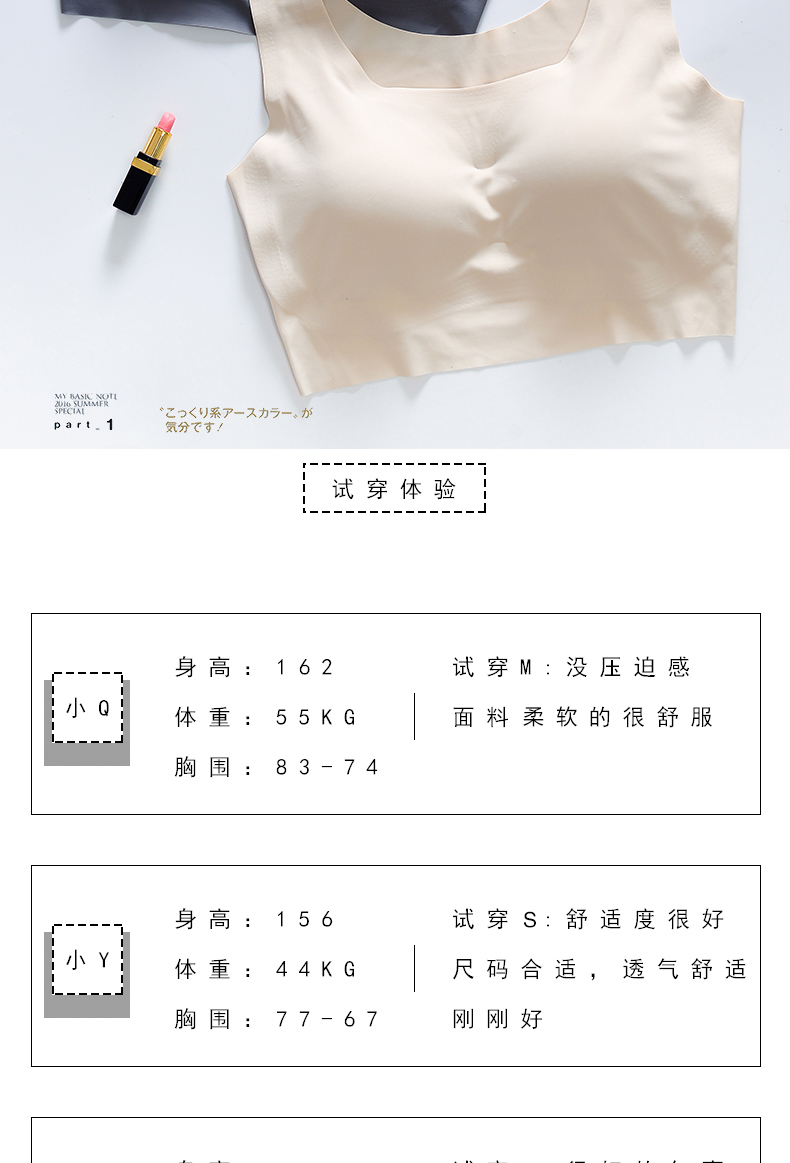 MY BASIC NOTE
2016 SUMMER
SPECIAL
part_1
〝こっくり系アースカラー。が
気分です!
试穿体验
小Q
身高：162
体重：55KG
胸围：83-74
试穿M：没压迫感
面料柔软的很舒服
小Y
身高：156
体重：44KG
胸围：77-67
试穿S：舒适度很好
尺码合适，透气舒适
刚刚好